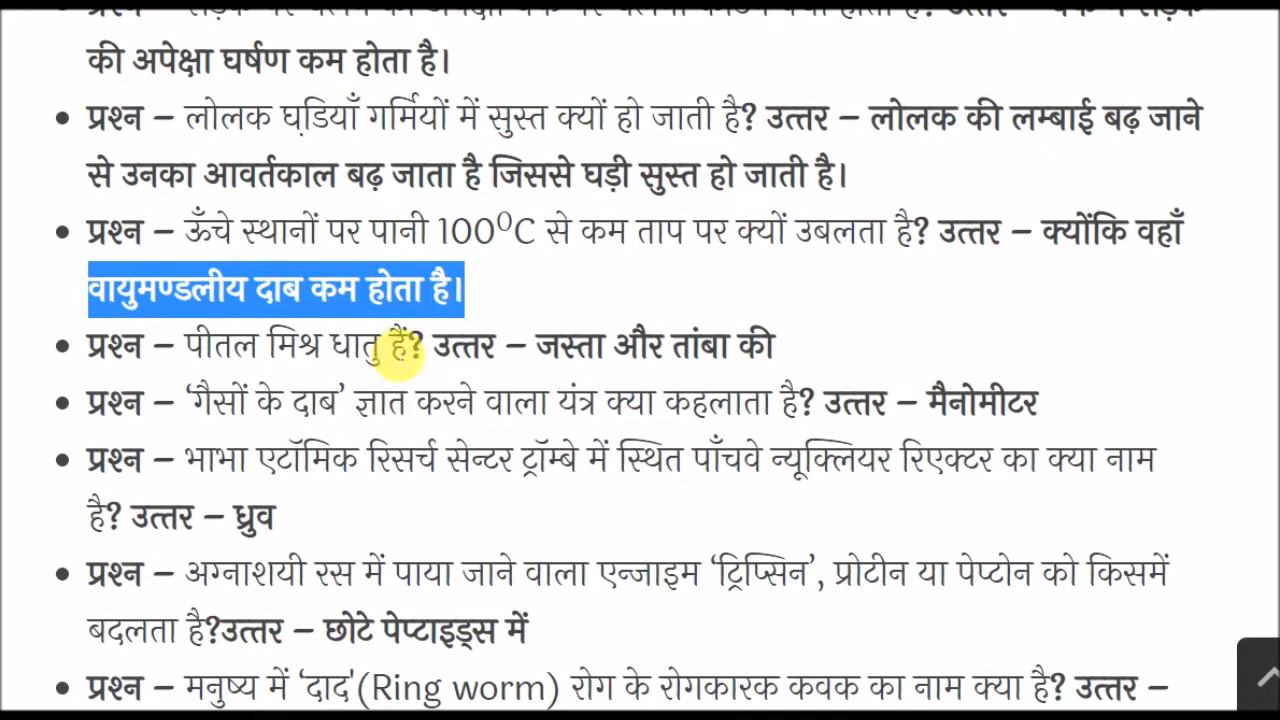 की अपेक्षा घर्षण कम होता है।
• प्रश्न – लोलक घडियाँ गर्मियों में सुस्त क्यों हो जाती है? उत्तर – लोलक की लम्बाई बढ़ जाने
से उनका आवर्तकाल बढ़ जाता है जिससे घड़ी सुस्त हो जाती है।
• प्रश्न – ऊँचे स्थानों पर पानी 100⁰C से कम ताप पर क्यों उबलता है? उत्तर – क्योंकि वहाँ
वायुमण्डलीय दाब कम होता है।
• प्रश्न – पीतल मिश्र धातु हैं? उत्तर – जस्ता और तांबा की
• प्रश्न – ‘गैसों के दाब’ ज्ञात करने वाला यंत्र क्या कहलाता है? उत्तर – मैनोमीटर
• प्रश्न – भाभा एटॉमिक रिसर्च सेन्टर ट्रॉम्बे में स्थित पाँचवे न्यूक्लियर रिएक्टर का क्या नाम
है? उत्तर – ध्रुव
• प्रश्न – अग्नाशयी रस में पाया जाने वाला एन्जाइम ‘ट्रिप्सिन’, प्रोटीन या पेप्टोन को किसमें
बदलता है?उत्तर – छोटे पेप्टाइड्स में
• प्रश्न – मनुष्य में ‘दाद'(Ring worm) रोग के रोगकारक कवक का नाम क्या है? उत्तर –